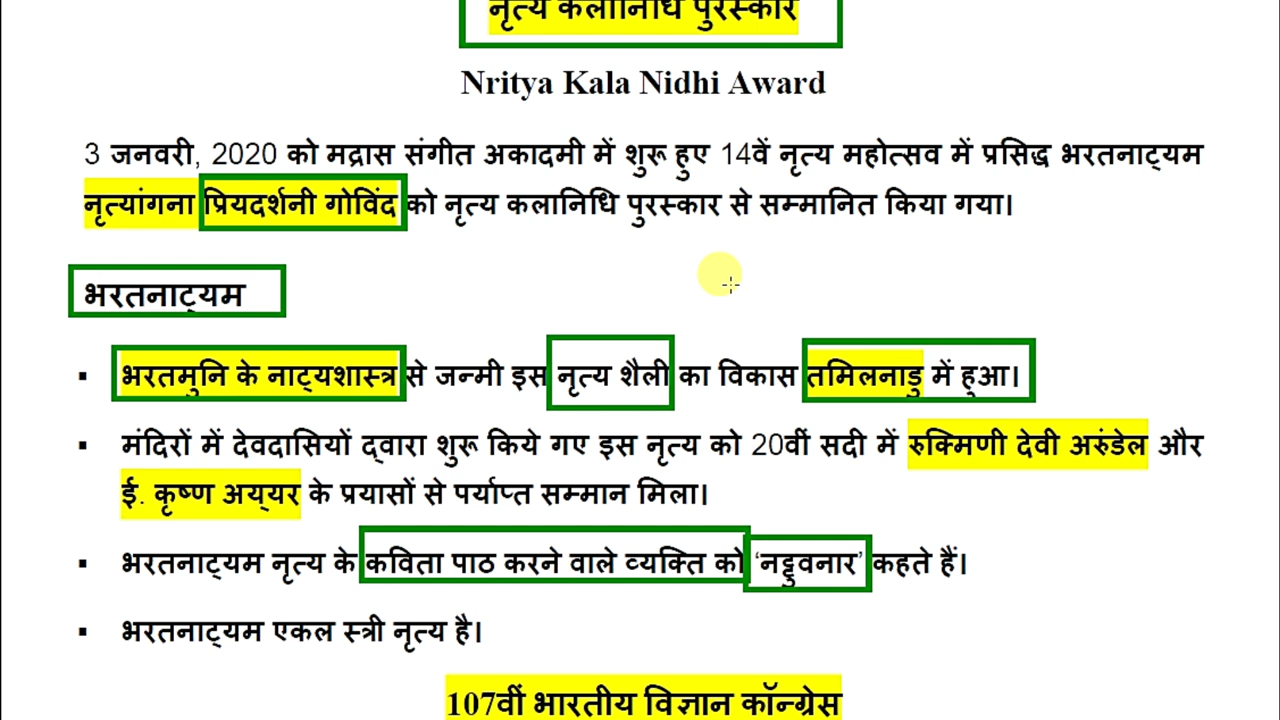 नृत्य कलानिधि पुरस्कार
Nritya Kala Nidhi Award
3 जनवरी, 2020 को मद्रास संगीत अकादमी में शुरू हुए 14वें नृत्य महोत्सव में प्रसिद्ध भरतनाट्यम
नृत्यांगना प्रियदर्शनी गोविंद को नृत्य कलानिधि पुरस्कार से सम्मानित किया गया।
भरतनाट्यम
▪ भरतमुनि के नाट्यशास्त्र से जन्मी इस नृत्य शैली का विकास तमिलनाडु में हुआ।
▪ मंदिरों में देवदासियों द्वारा शुरू किये गए इस नृत्य को 20वीं सदी में रुक्मिणी देवी अरुंडेल और
ई. कृष्ण अय्यर के प्रयासों से पर्याप्त सम्मान मिला।
▪ भरतनाट्यम नृत्य के कविता पाठ करने वाले व्यक्ति को ‘नट्टुवनार’ कहते हैं।
▪ भरतनाट्यम एकल स्त्री नृत्य है।
107वीं भारतीय विज्ञान कॉन्ग्रेस